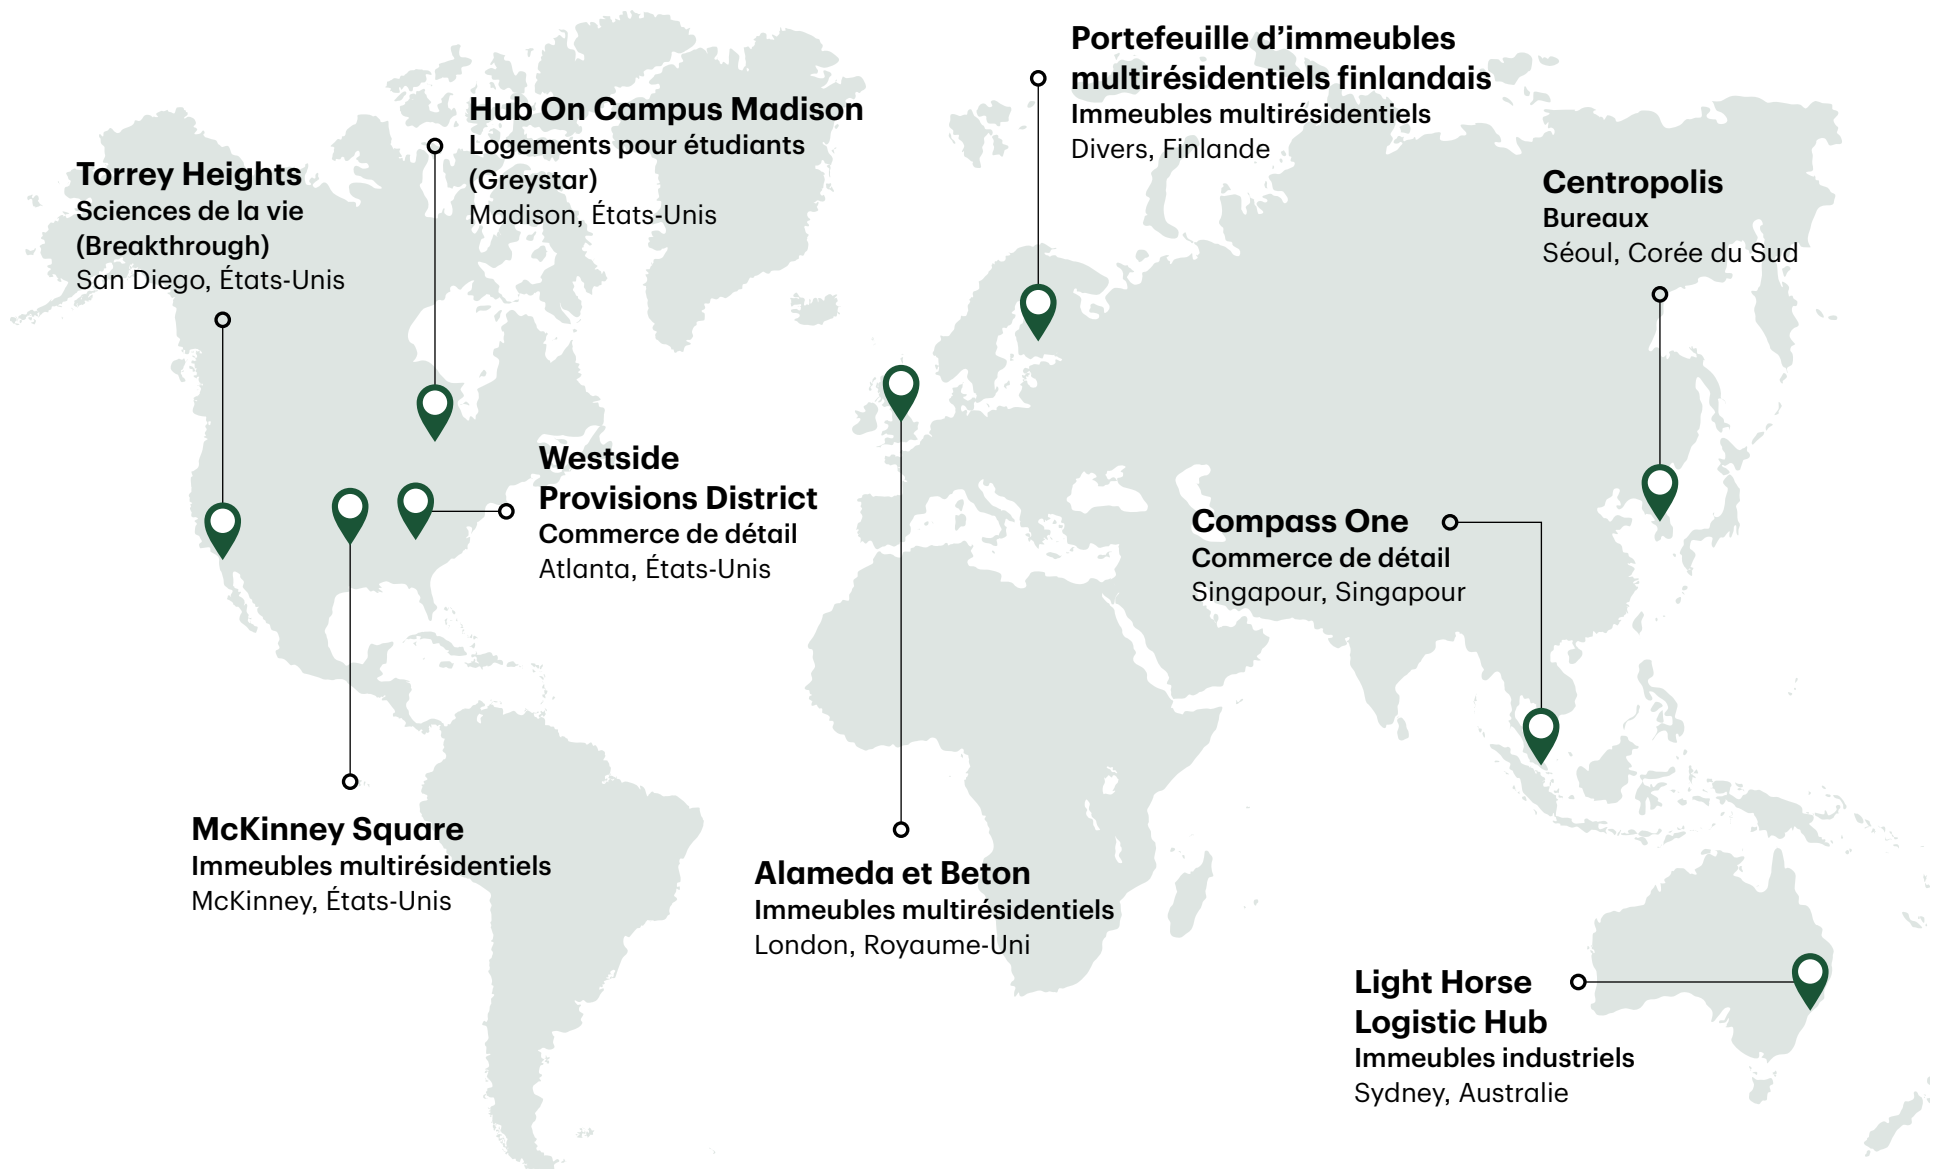 Portefeuille d’immeubles
multirésidentiels finlandais
Immeubles multirésidentiels
Divers, Finlande
Hub On Campus Madison
Logements pour étudiants
(Greystar)
Madison, États-Unis
Torrey Heights
Sciences de la vie
(Breakthrough)
San Diego, États-Unis
Centropolis
Bureaux
Séoul, Corée du Sud
Westside
Provisions District
Commerce de détail
Atlanta, États-Unis
Compass One
Commerce de détail
Singapour, Singapour
McKinney Square
Immeubles multirésidentiels
McKinney, États-Unis
Alameda et Beton
Immeubles multirésidentiels
London, Royaume-Uni
Light Horse
Logistic Hub
Immeubles industriels
Sydney, Australie